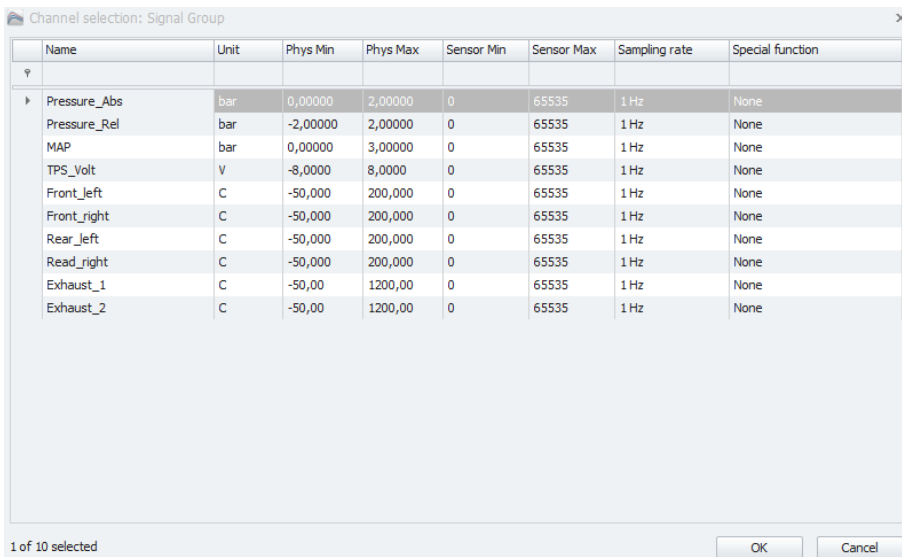 Channel selection: Signal Group
Name Unit Phys Min Phys Max Sensor Min Sensor Max Sampling rate Special function
Pressure_Abs bar 0,00000 2,00000 0 65535 1 Hz None
Pressure_Rel bar -2,00000 2,00000 0 65535 1 Hz None
MAP bar 0,00000 3,00000 0 65535 1 Hz None
TPS_Volt V -8,0000 8,0000 0 65535 1 Hz None
Front_left C -50,000 200,000 0 65535 1 Hz None
Front_right C -50,000 200,000 0 65535 1 Hz None
Rear_left C -50,000 200,000 0 65535 1 Hz None
Read_right C -50,000 200,000 0 65535 1 Hz None
Exhaust_1 C -50,00 1200,00 0 65535 1 Hz None
Exhaust_2 C -50,00 1200,00 0 65535 1 Hz None
1 of 10 selected OK Cancel